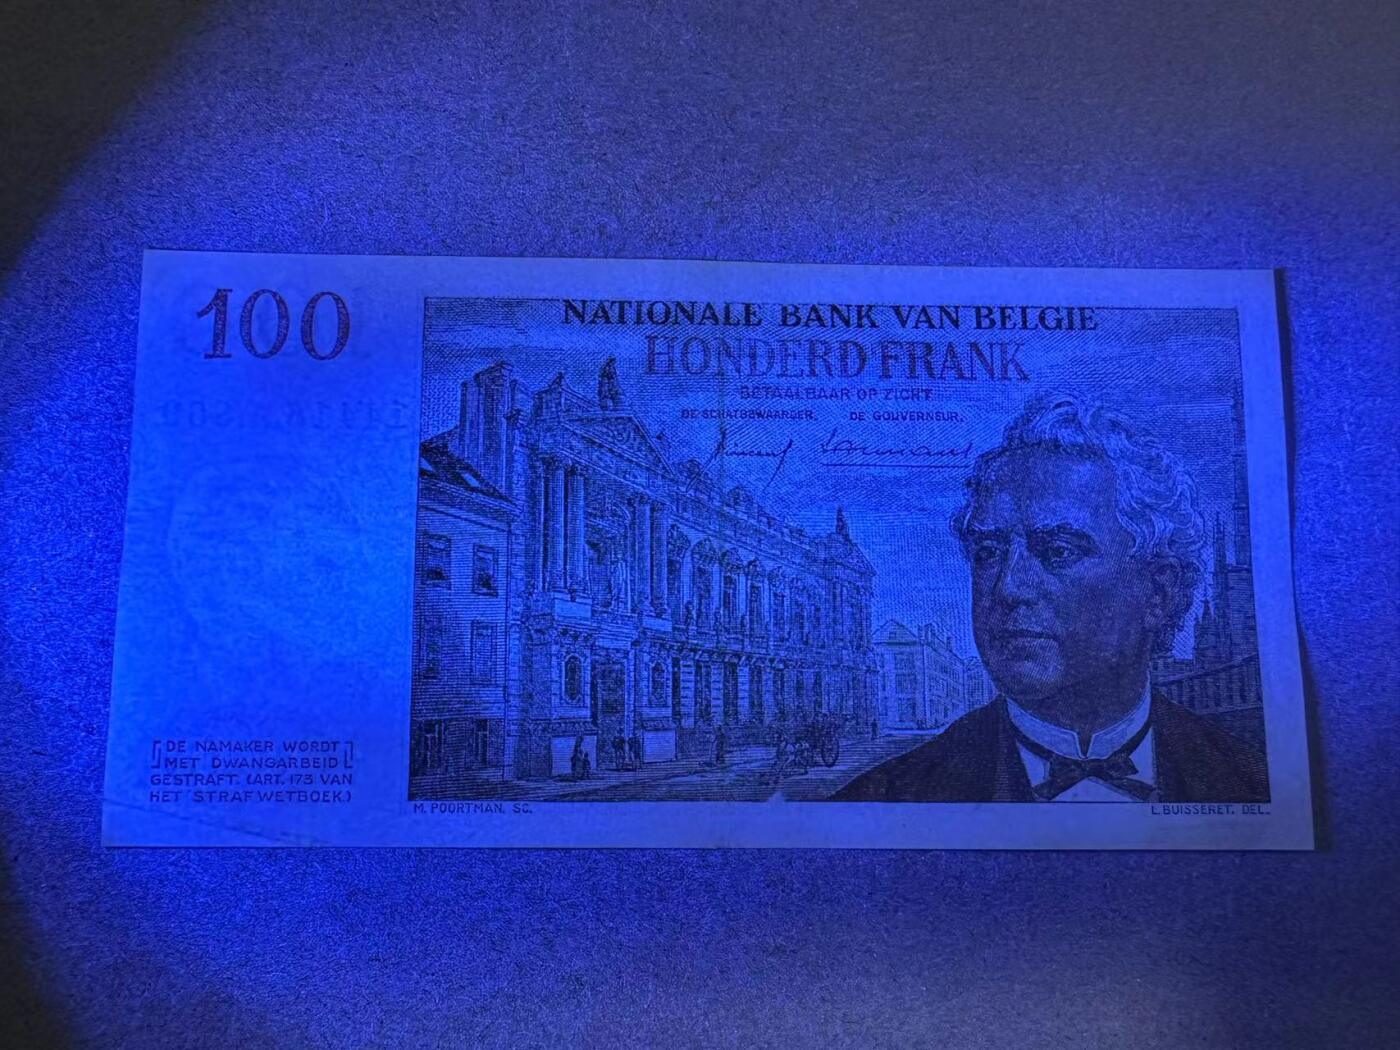 100
NATIONALE BANK VAN BELGIE
HONDERD FRANK
BETAALBAAR OP ZICHT
DE SCHATBEWAARDER. DE GOUVERNEUR.
DE NAMAKER WORDT
MET DWANGARBEID
GESTRAFT. (ART. 173 VAN
HET STRAFWETBOEK.)
M. POORTMAN. SC. L. BUISSERET. DEL.